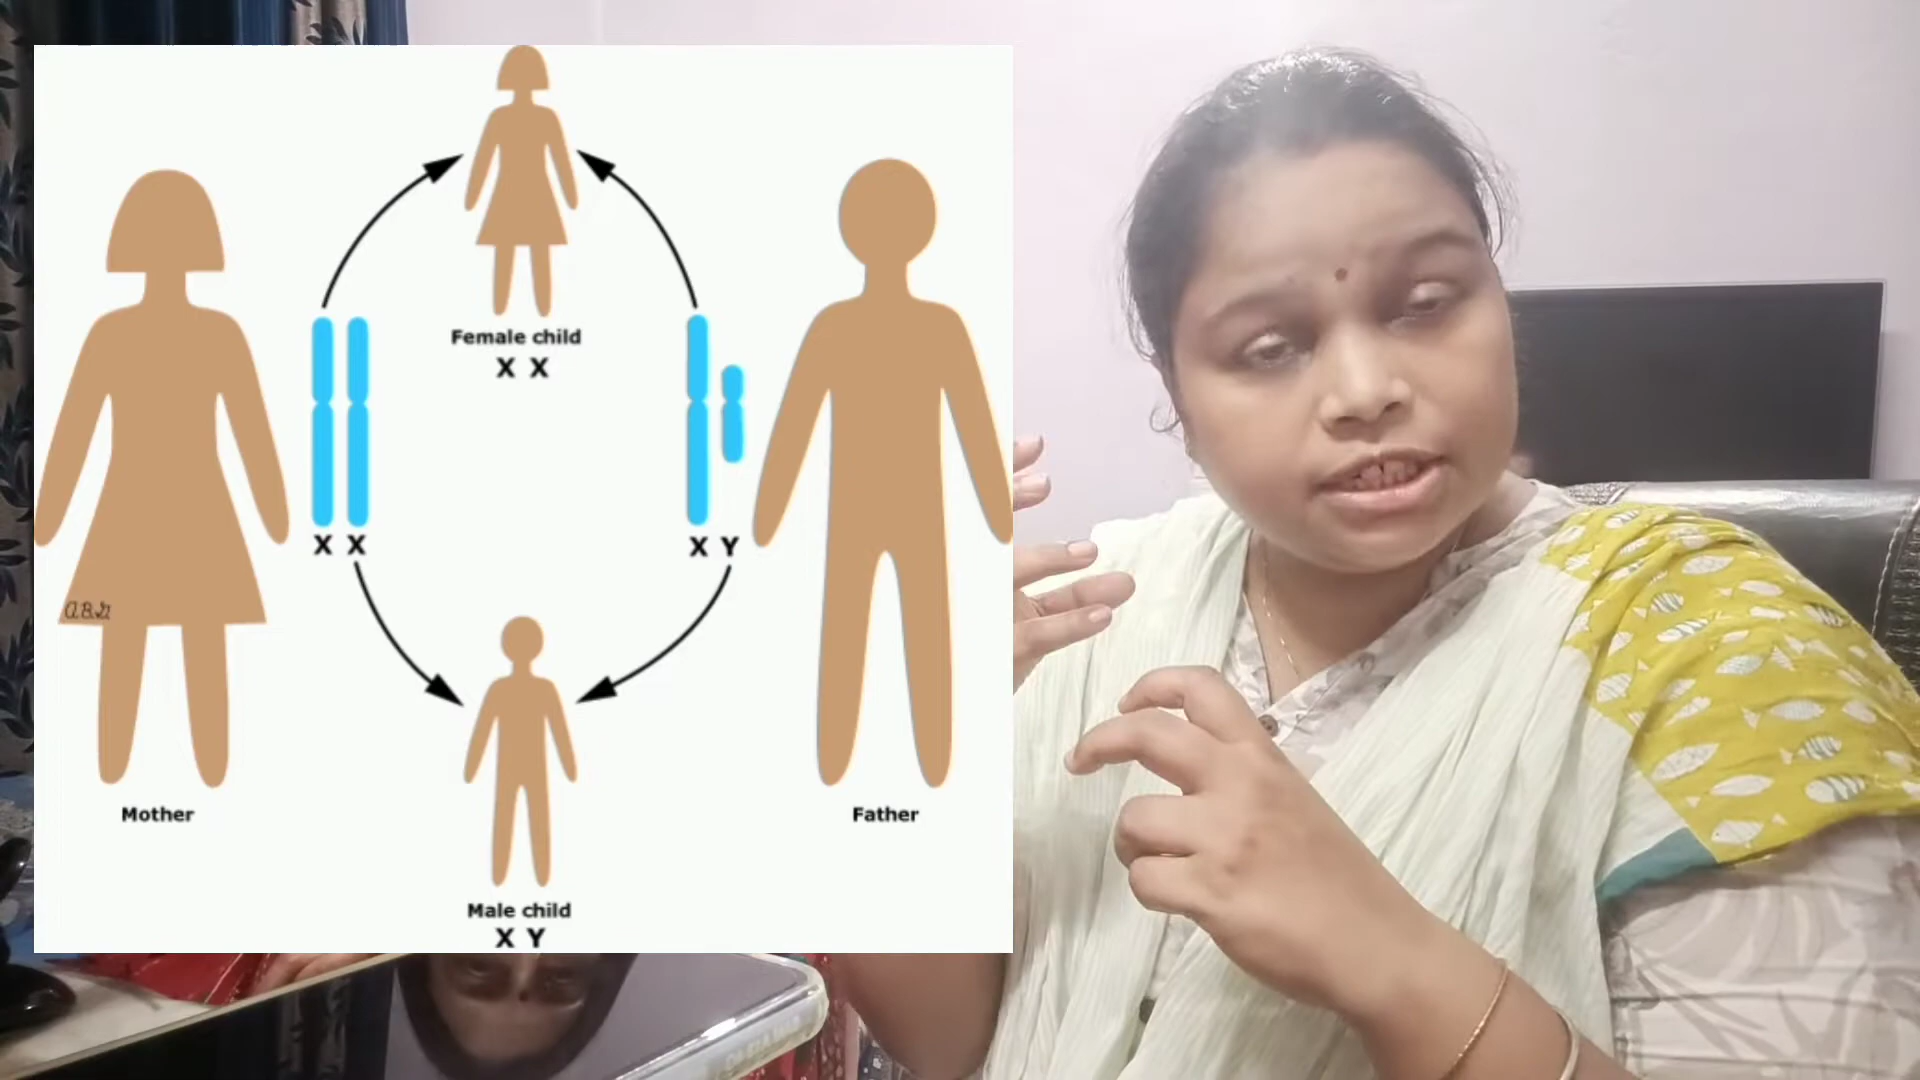 Female child
X X
X X
X Y
Mother
Father
Male child
X Y